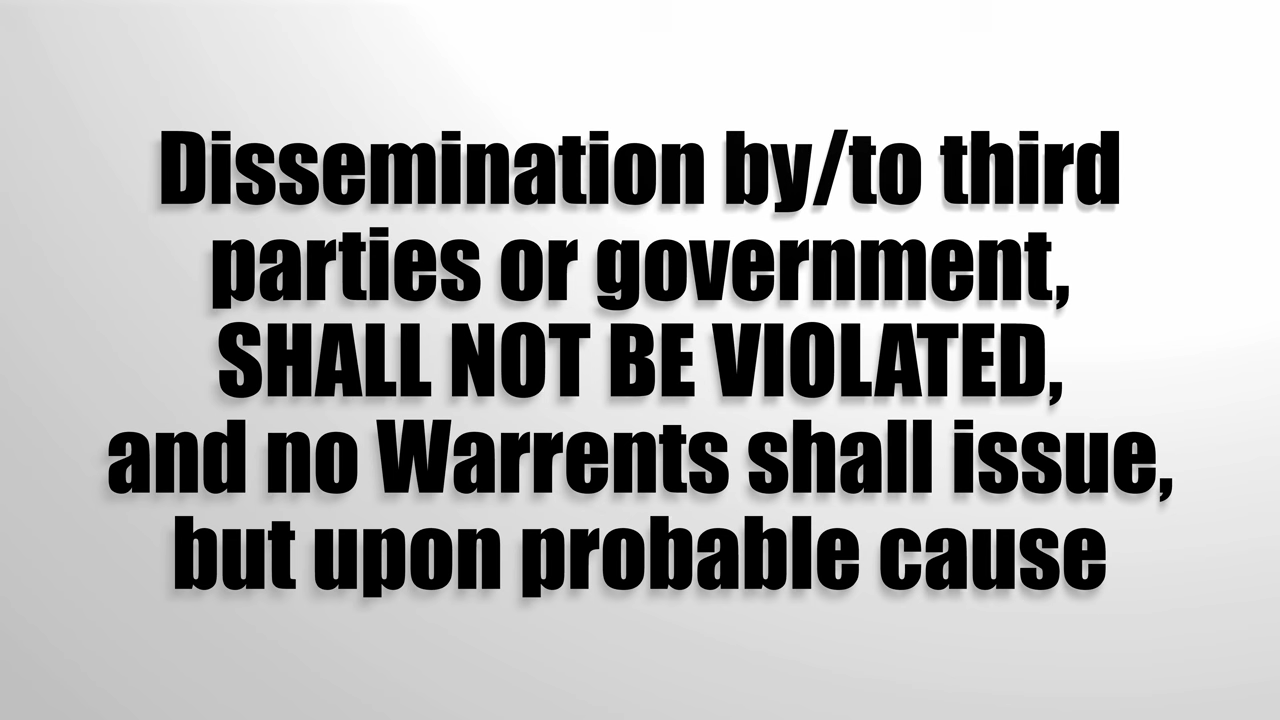 Dissemination by/to third
parties or government,
SHALL NOT BE VIOLATED,
and no Warrents shall issue,
but upon probable cause